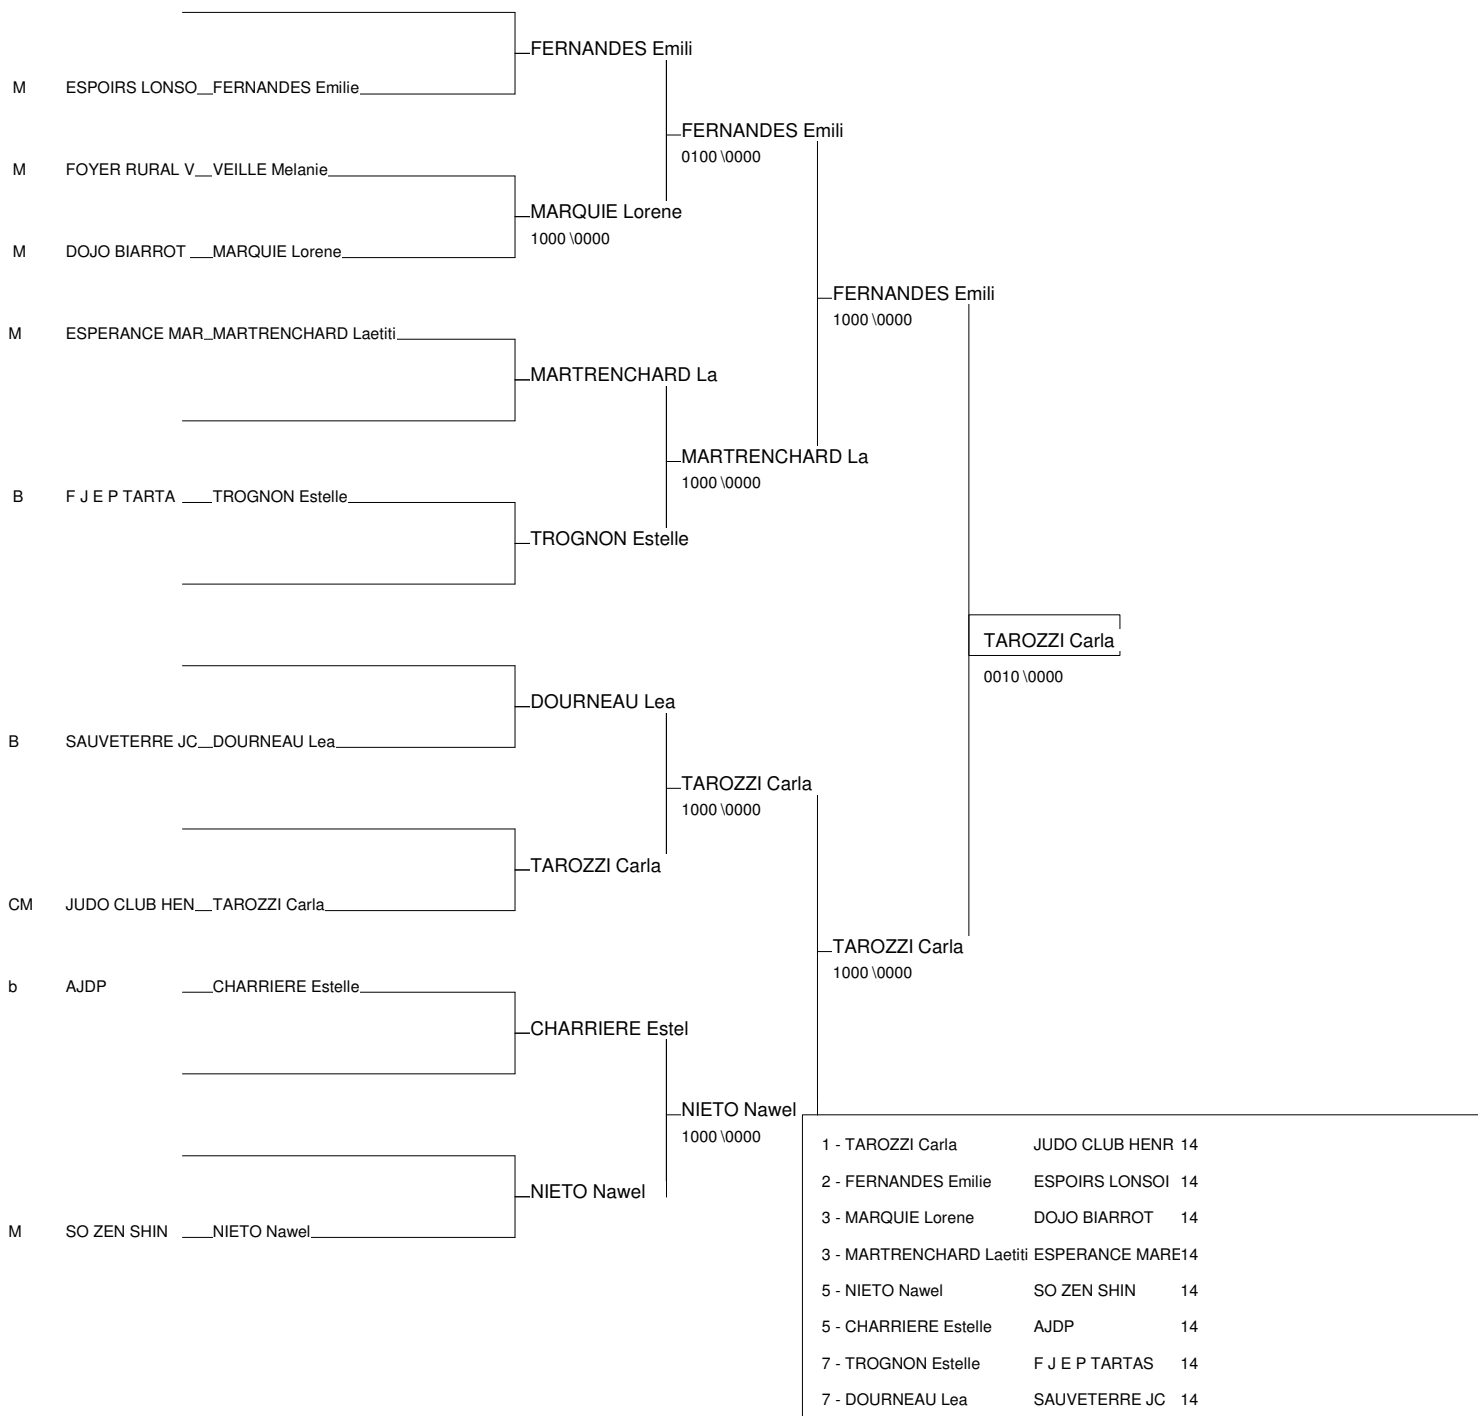 FERNANDES Emili
M ESPOIRS LONSO FERNANDES Emilie
FERNANDES Emili
0100 \0000
M FOYER RURAL V VEILLE Melanie
MARQUIE Lorene
1000 \0000
M DOJO BIARROT MARQUIE Lorene
FERNANDES Emili
1000 \0000
M ESPERANCE MAR MARTRENCHARD Laetiti
MARTRENCHARD La
MARTRENCHARD La
1000 \0000
B F J E P TARTA TROGNON Estelle
TROGNON Estelle
TAROZZI Carla
0010 \0000
DOURNEAU Lea
B SAUVETERRE JC DOURNEAU Lea
TAROZZI Carla
1000 \0000
TAROZZI Carla
CM JUDO CLUB HEN TAROZZI Carla
TAROZZI Carla
1000 \0000
b AJDP CHARRIERE Estelle
CHARRIERE Estel
NIETO Nawel
1000 \0000
NIETO Nawel
M SO ZEN SHIN NIETO Nawel
1 - TAROZZI Carla JUDO CLUB HENR 14
2 - FERNANDES Emilie ESPOIRS LONSOI 14
3 - MARQUIE Lorene DOJO BIARROT 14
3 - MARTRENCHARD Laetiti ESPERANCE MARE14
5 - NIETO Nawel SO ZEN SHIN 14
5 - CHARRIERE Estelle AJDP 14
7 - TROGNON Estelle F J E P TARTAS 14
7 - DOURNEAU Lea SAUVETERRE JC 14